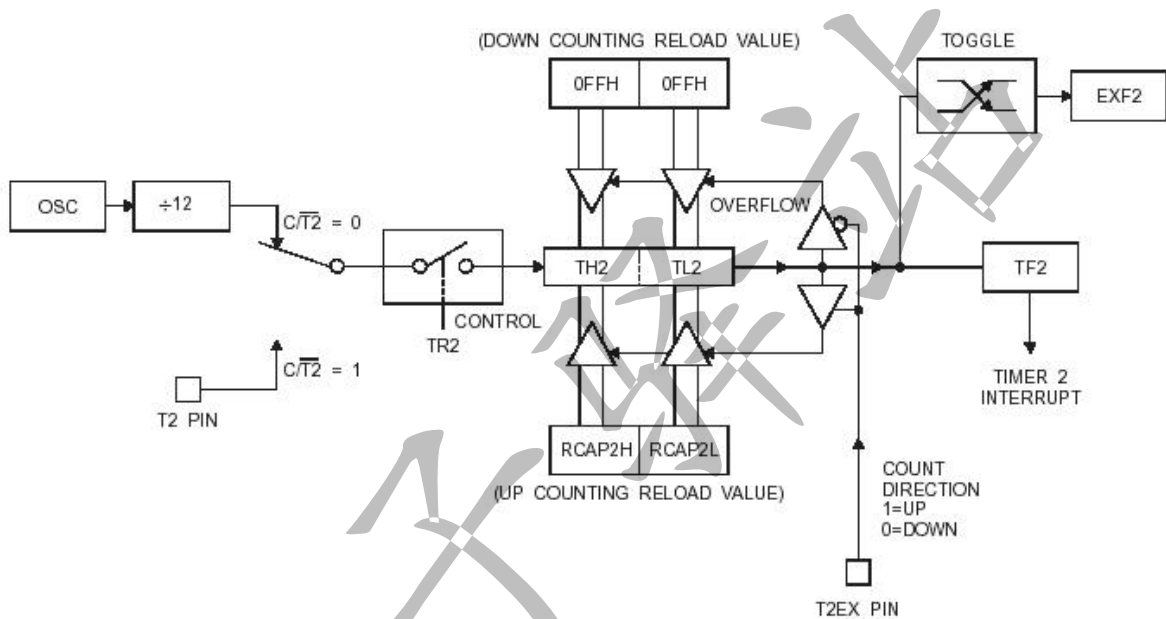 (DOWN COUNTING RELOAD VALUE)
TOGGLE
0FFH
0FFH
EXF2
OSC
÷12
C/T2̅ = 0
OVERFLOW
TH2
TL2
TF2
CONTROL
TR2
C/T2̅ = 1
T2 PIN
TIMER 2
INTERRUPT
RCAP2H
RCAP2L
(UP COUNTING RELOAD VALUE)
COUNT
DIRECTION
1=UP
0=DOWN
T2EX PIN